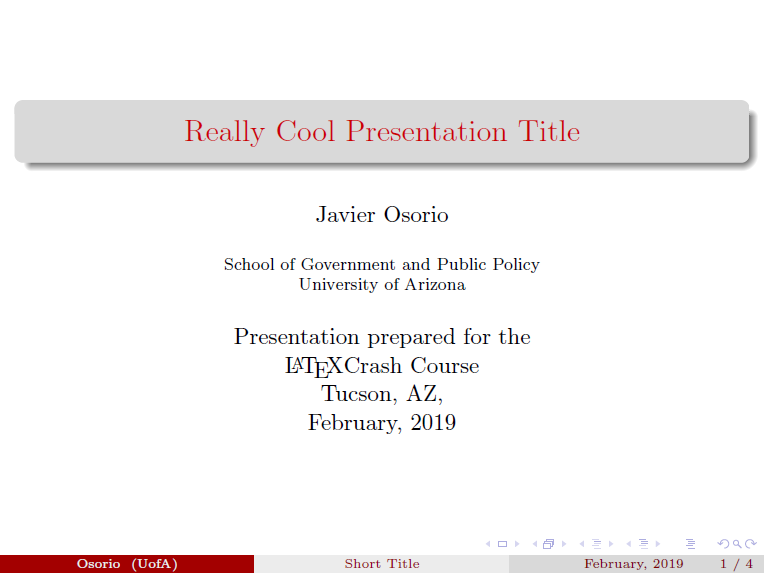 Really Cool Presentation Title
Javier Osorio
School of Government and Public Policy
University of Arizona
Presentation prepared for the
LATEXCrash Course
Tucson, AZ,
February, 2019
Osorio (UofA)
Short Title
February, 2019
1 / 4